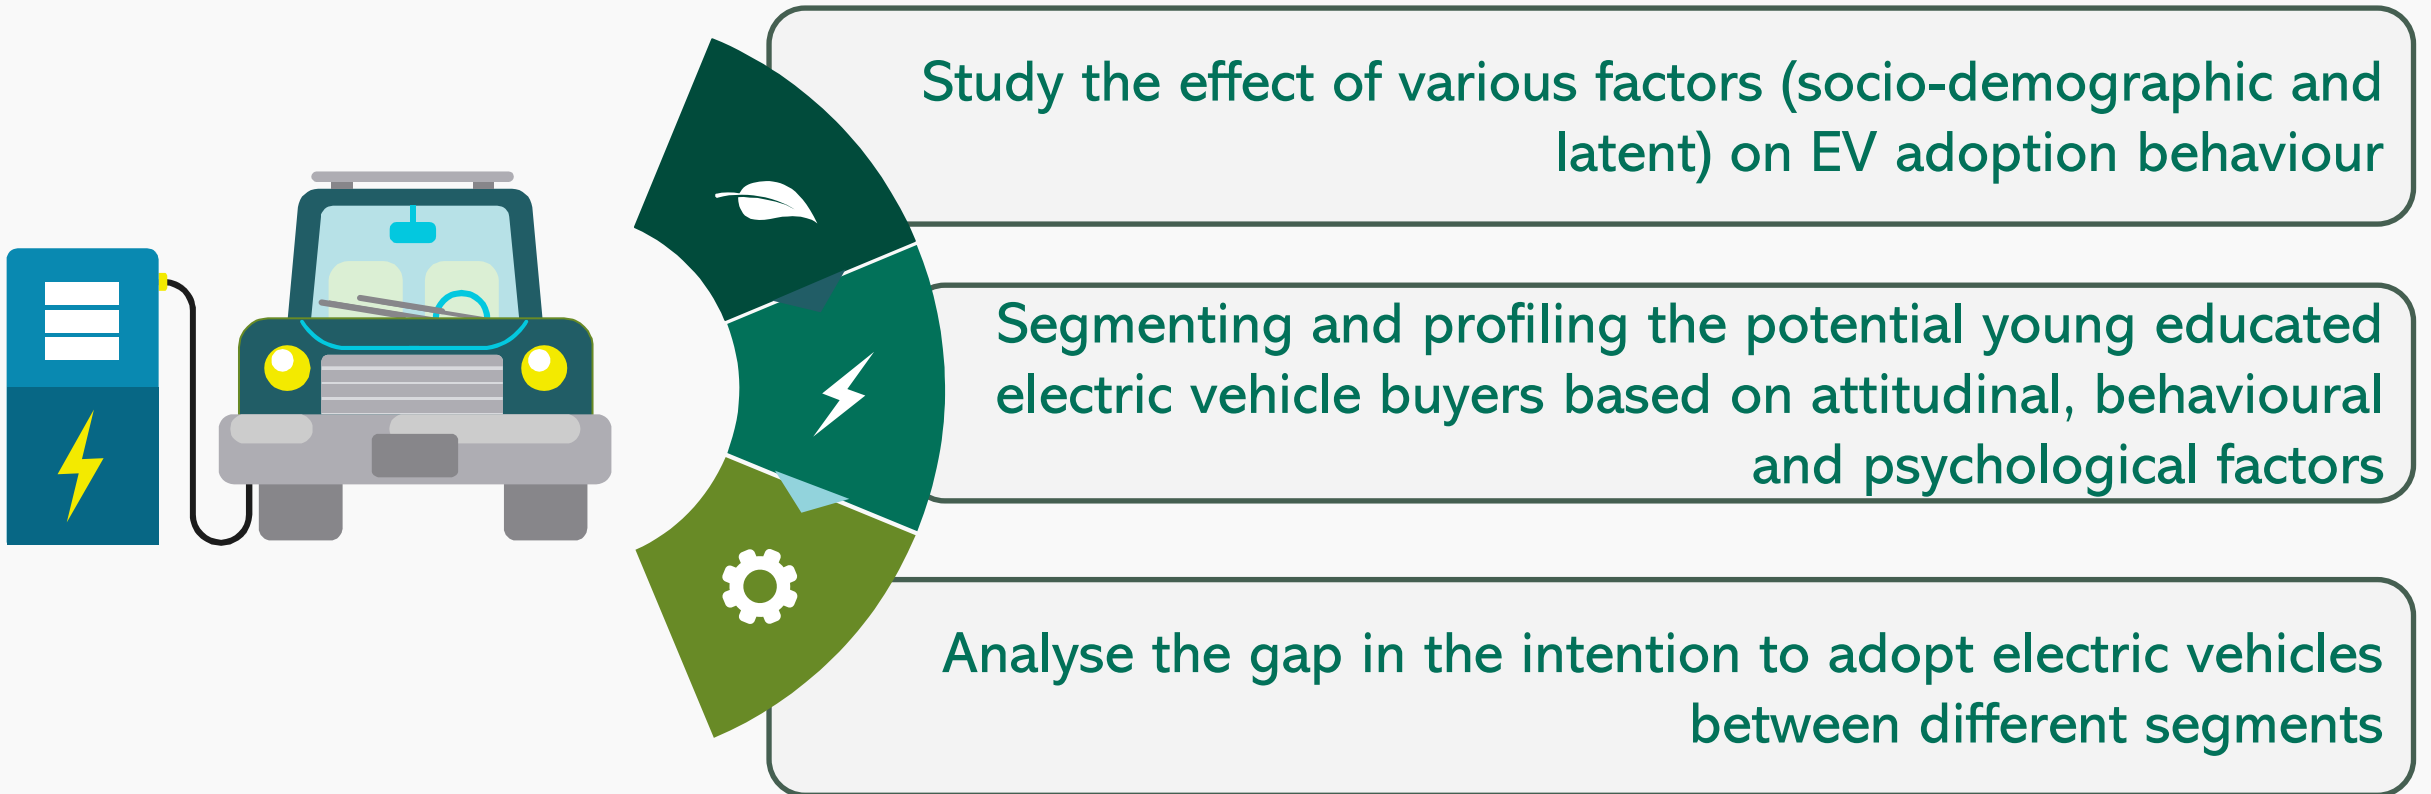 Study the effect of various factors (socio-demographic and
latent) on EV adoption behaviour
Segmenting and profiling the potential young educated
electric vehicle buyers based on attitudinal, behavioural
and psychological factors
Analyse the gap in the intention to adopt electric vehicles
between different segments